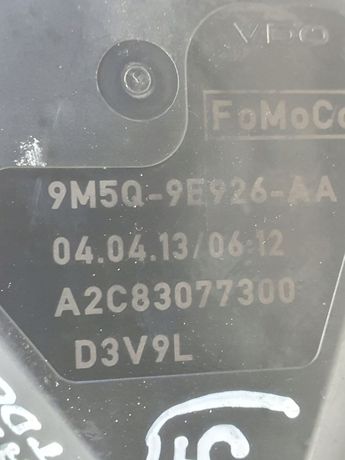 VDO
FoMoCo
9M5Q-9E926-AA
04.04.13/06:12
A2C83077300
D3V9L